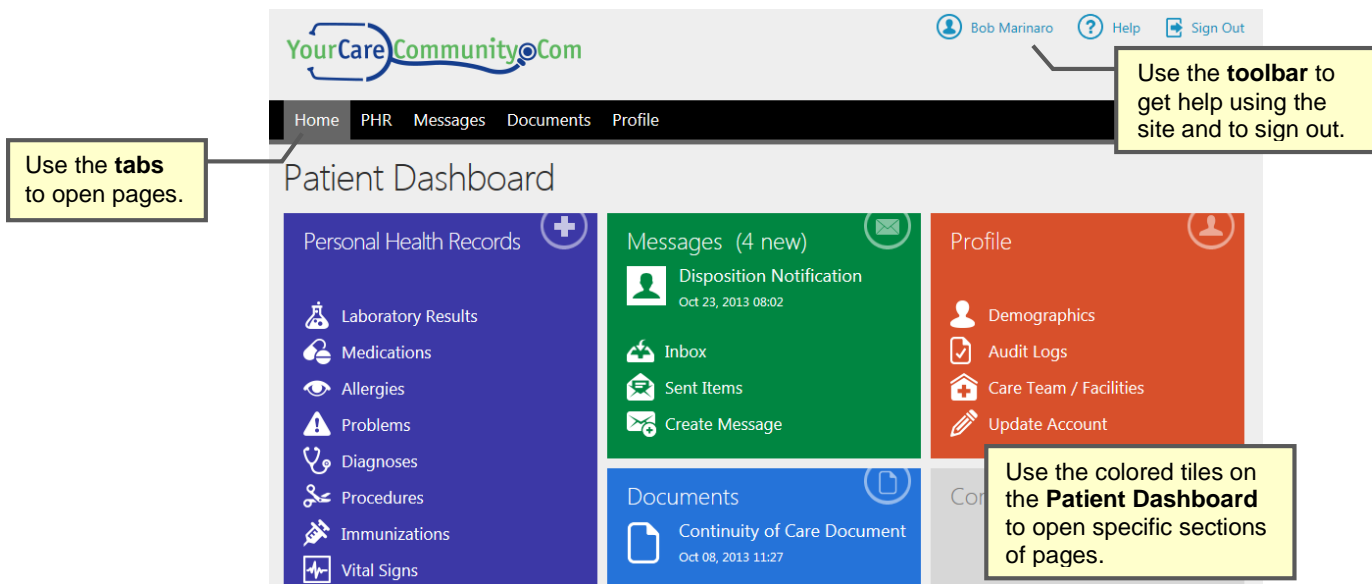 YourCareCommunity.Com
Bob Marinaro
Help
Sign Out
Use the toolbar to
get help using the
site and to sign out.
Home PHR Messages Documents Profile
Use the tabs
to open pages.
Patient Dashboard
Personal Health Records
Laboratory Results
Medications
Allergies
Problems
Diagnoses
Procedures
Immunizations
Vital Signs
Messages (4 new)
Disposition Notification
Oct 23, 2013 08:02
Inbox
Sent Items
Create Message
Documents
Continuity of Care Document
Oct 08, 2013 11:27
Profile
Demographics
Audit Logs
Care Team / Facilities
Update Account
Use the colored tiles on
the Patient Dashboard
to open specific sections
of pages.